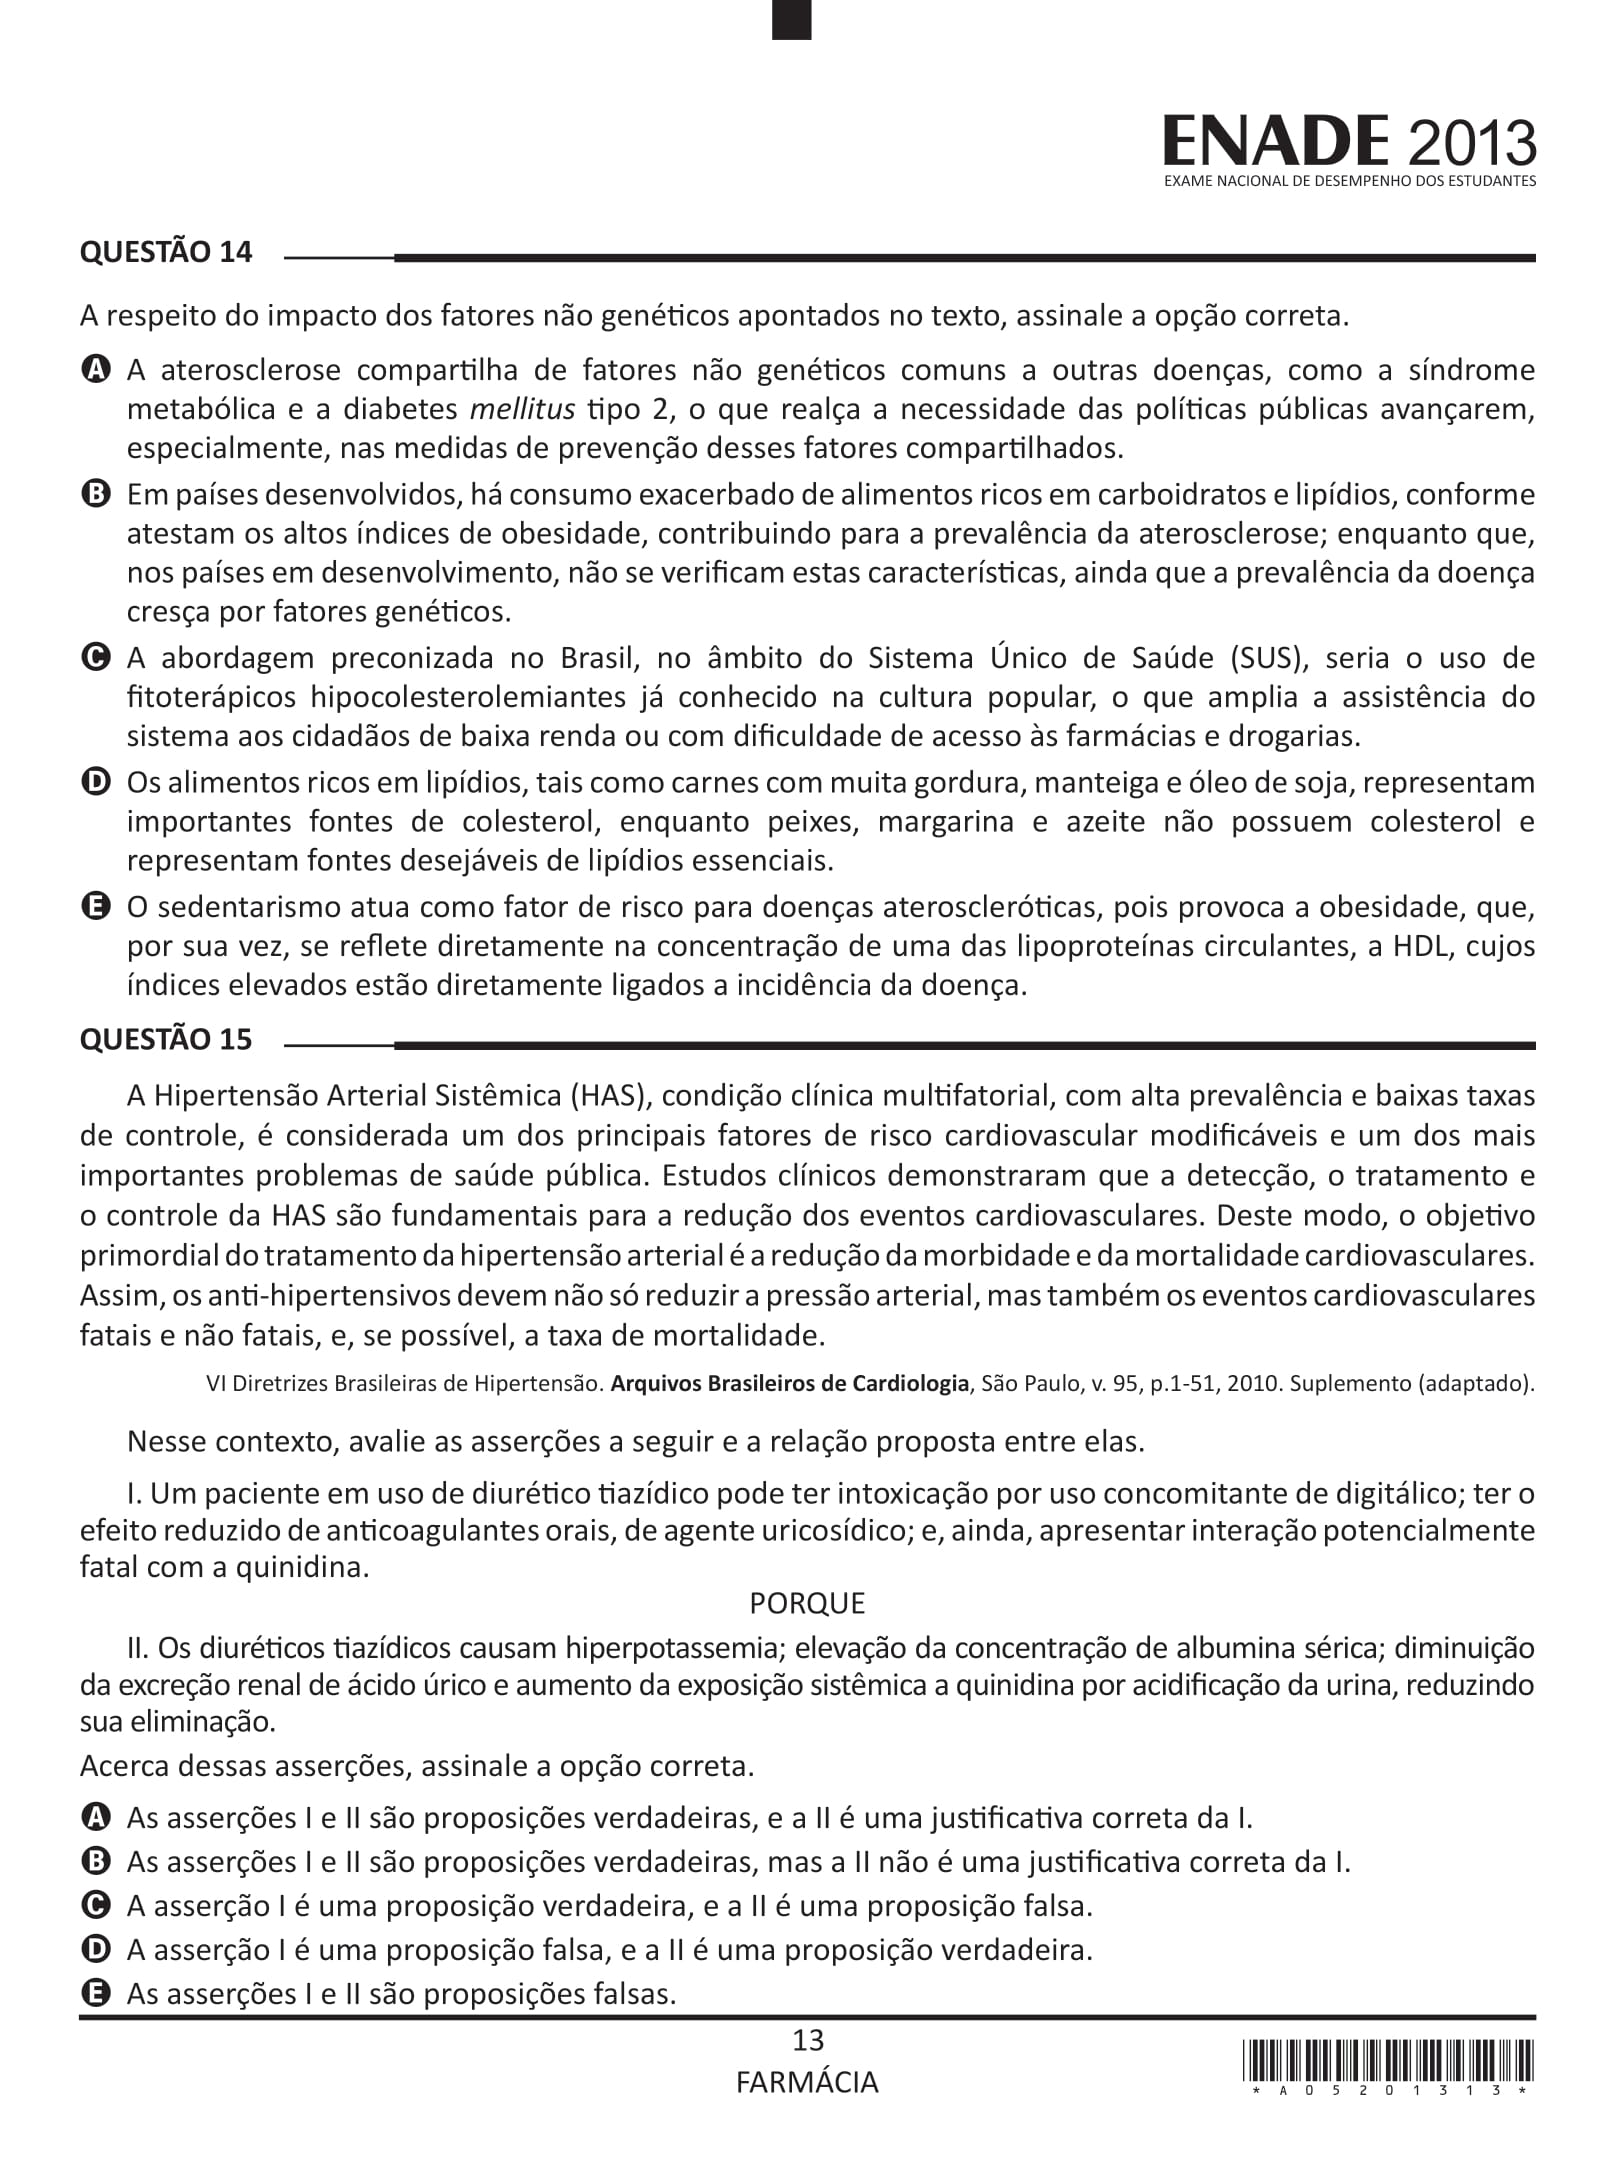 ENADE 2013
EXAME NACIONAL DE DESEMPENHO DOS ESTUDANTES
QUESTÃO 14
A respeito do impacto dos fatores não genéticos apontados no texto, assinale a opção correta.
A A aterosclerose compartilha de fatores não genéticos comuns a outras doenças, como a síndrome
metabólica e a diabetes mellitus tipo 2, o que realça a necessidade das políticas públicas avançarem,
especialmente, nas medidas de prevenção desses fatores compartilhados.
B Em países desenvolvidos, há consumo exacerbado de alimentos ricos em carboidratos e lipídios, conforme
atestam os altos índices de obesidade, contribuindo para a prevalência da aterosclerose; enquanto que,
nos países em desenvolvimento, não se verificam estas características, ainda que a prevalência da doença
cresça por fatores genéticos.
C A abordagem preconizada no Brasil, no âmbito do Sistema Único de Saúde (SUS), seria o uso de
fitoterápicos hipocolesterolemiantes já conhecido na cultura popular, o que amplia a assistência do
sistema aos cidadãos de baixa renda ou com dificuldade de acesso às farmácias e drogarias.
D Os alimentos ricos em lipídios, tais como carnes com muita gordura, manteiga e óleo de soja, representam
importantes fontes de colesterol, enquanto peixes, margarina e azeite não possuem colesterol e
representam fontes desejáveis de lipídios essenciais.
E O sedentarismo atua como fator de risco para doenças ateroscleróticas, pois provoca a obesidade, que,
por sua vez, se reflete diretamente na concentração de uma das lipoproteínas circulantes, a HDL, cujos
índices elevados estão diretamente ligados a incidência da doença.
QUESTÃO 15
A Hipertensão Arterial Sistêmica (HAS), condição clínica multifatorial, com alta prevalência e baixas taxas
de controle, é considerada um dos principais fatores de risco cardiovascular modificáveis e um dos mais
importantes problemas de saúde pública. Estudos clínicos demonstraram que a detecção, o tratamento e
o controle da HAS são fundamentais para a redução dos eventos cardiovasculares. Deste modo, o objetivo
primordial do tratamento da hipertensão arterial é a redução da morbidade e da mortalidade cardiovasculares.
Assim, os anti-hipertensivos devem não só reduzir a pressão arterial, mas também os eventos cardiovasculares
fatais e não fatais, e, se possível, a taxa de mortalidade.
VI Diretrizes Brasileiras de Hipertensão. Arquivos Brasileiros de Cardiologia, São Paulo, v. 95, p.1-51, 2010. Suplemento (adaptado).
Nesse contexto, avalie as asserções a seguir e a relação proposta entre elas.
I. Um paciente em uso de diurético tiazídico pode ter intoxicação por uso concomitante de digitálico; ter o
efeito reduzido de anticoagulantes orais, de agente uricosídico; e, ainda, apresentar interação potencialmente
fatal com a quinidina.
PORQUE
II. Os diuréticos tiazídicos causam hiperpotassemia; elevação da concentração de albumina sérica; diminuição
da excreção renal de ácido úrico e aumento da exposição sistêmica a quinidina por acidificação da urina, reduzindo
sua eliminação.
Acerca dessas asserções, assinale a opção correta.
A As asserções I e II são proposições verdadeiras, e a II é uma justificativa correta da I.
B As asserções I e II são proposições verdadeiras, mas a II não é uma justificativa correta da I.
C A asserção I é uma proposição verdadeira, e a II é uma proposição falsa.
D A asserção I é uma proposição falsa, e a II é uma proposição verdadeira.
E As asserções I e II são proposições falsas.
13
FARMÁCIA
* A 0 5 2 0 1 3 1 3 *